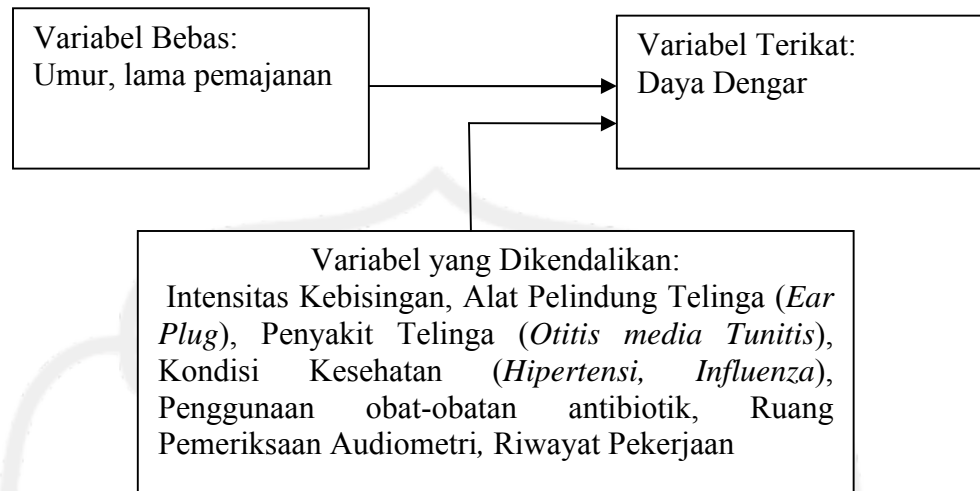 Variabel Bebas:
Umur, lama pemajanan
Variabel Terikat:
Daya Dengar
Variabel yang Dikendalikan:
Intensitas Kebisingan, Alat Pelindung Telinga (Ear
Plug), Penyakit Telinga (Otitis media Tunitis),
Kondisi Kesehatan (Hipertensi, Influenza),
Penggunaan obat-obatan antibiotik, Ruang
Pemeriksaan Audiometri, Riwayat Pekerjaan